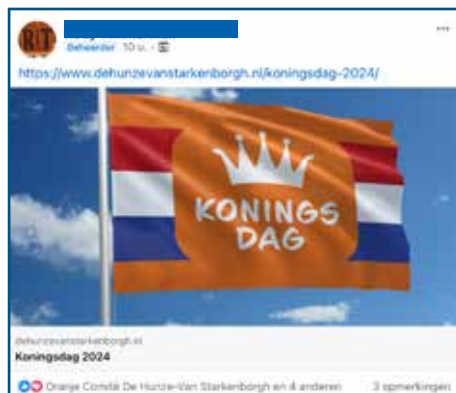 Beheerder · 10 u. ·
https://www.dehunzevanstarkenborgh.nl/koningsdag-2024/
KONINGS
DAG
dehunzevanstarkenborgh.nl
Koningsdag 2024
Oranje Comité De Hunze-Van Starkenborgh en 4 anderen 3 opmerkingen